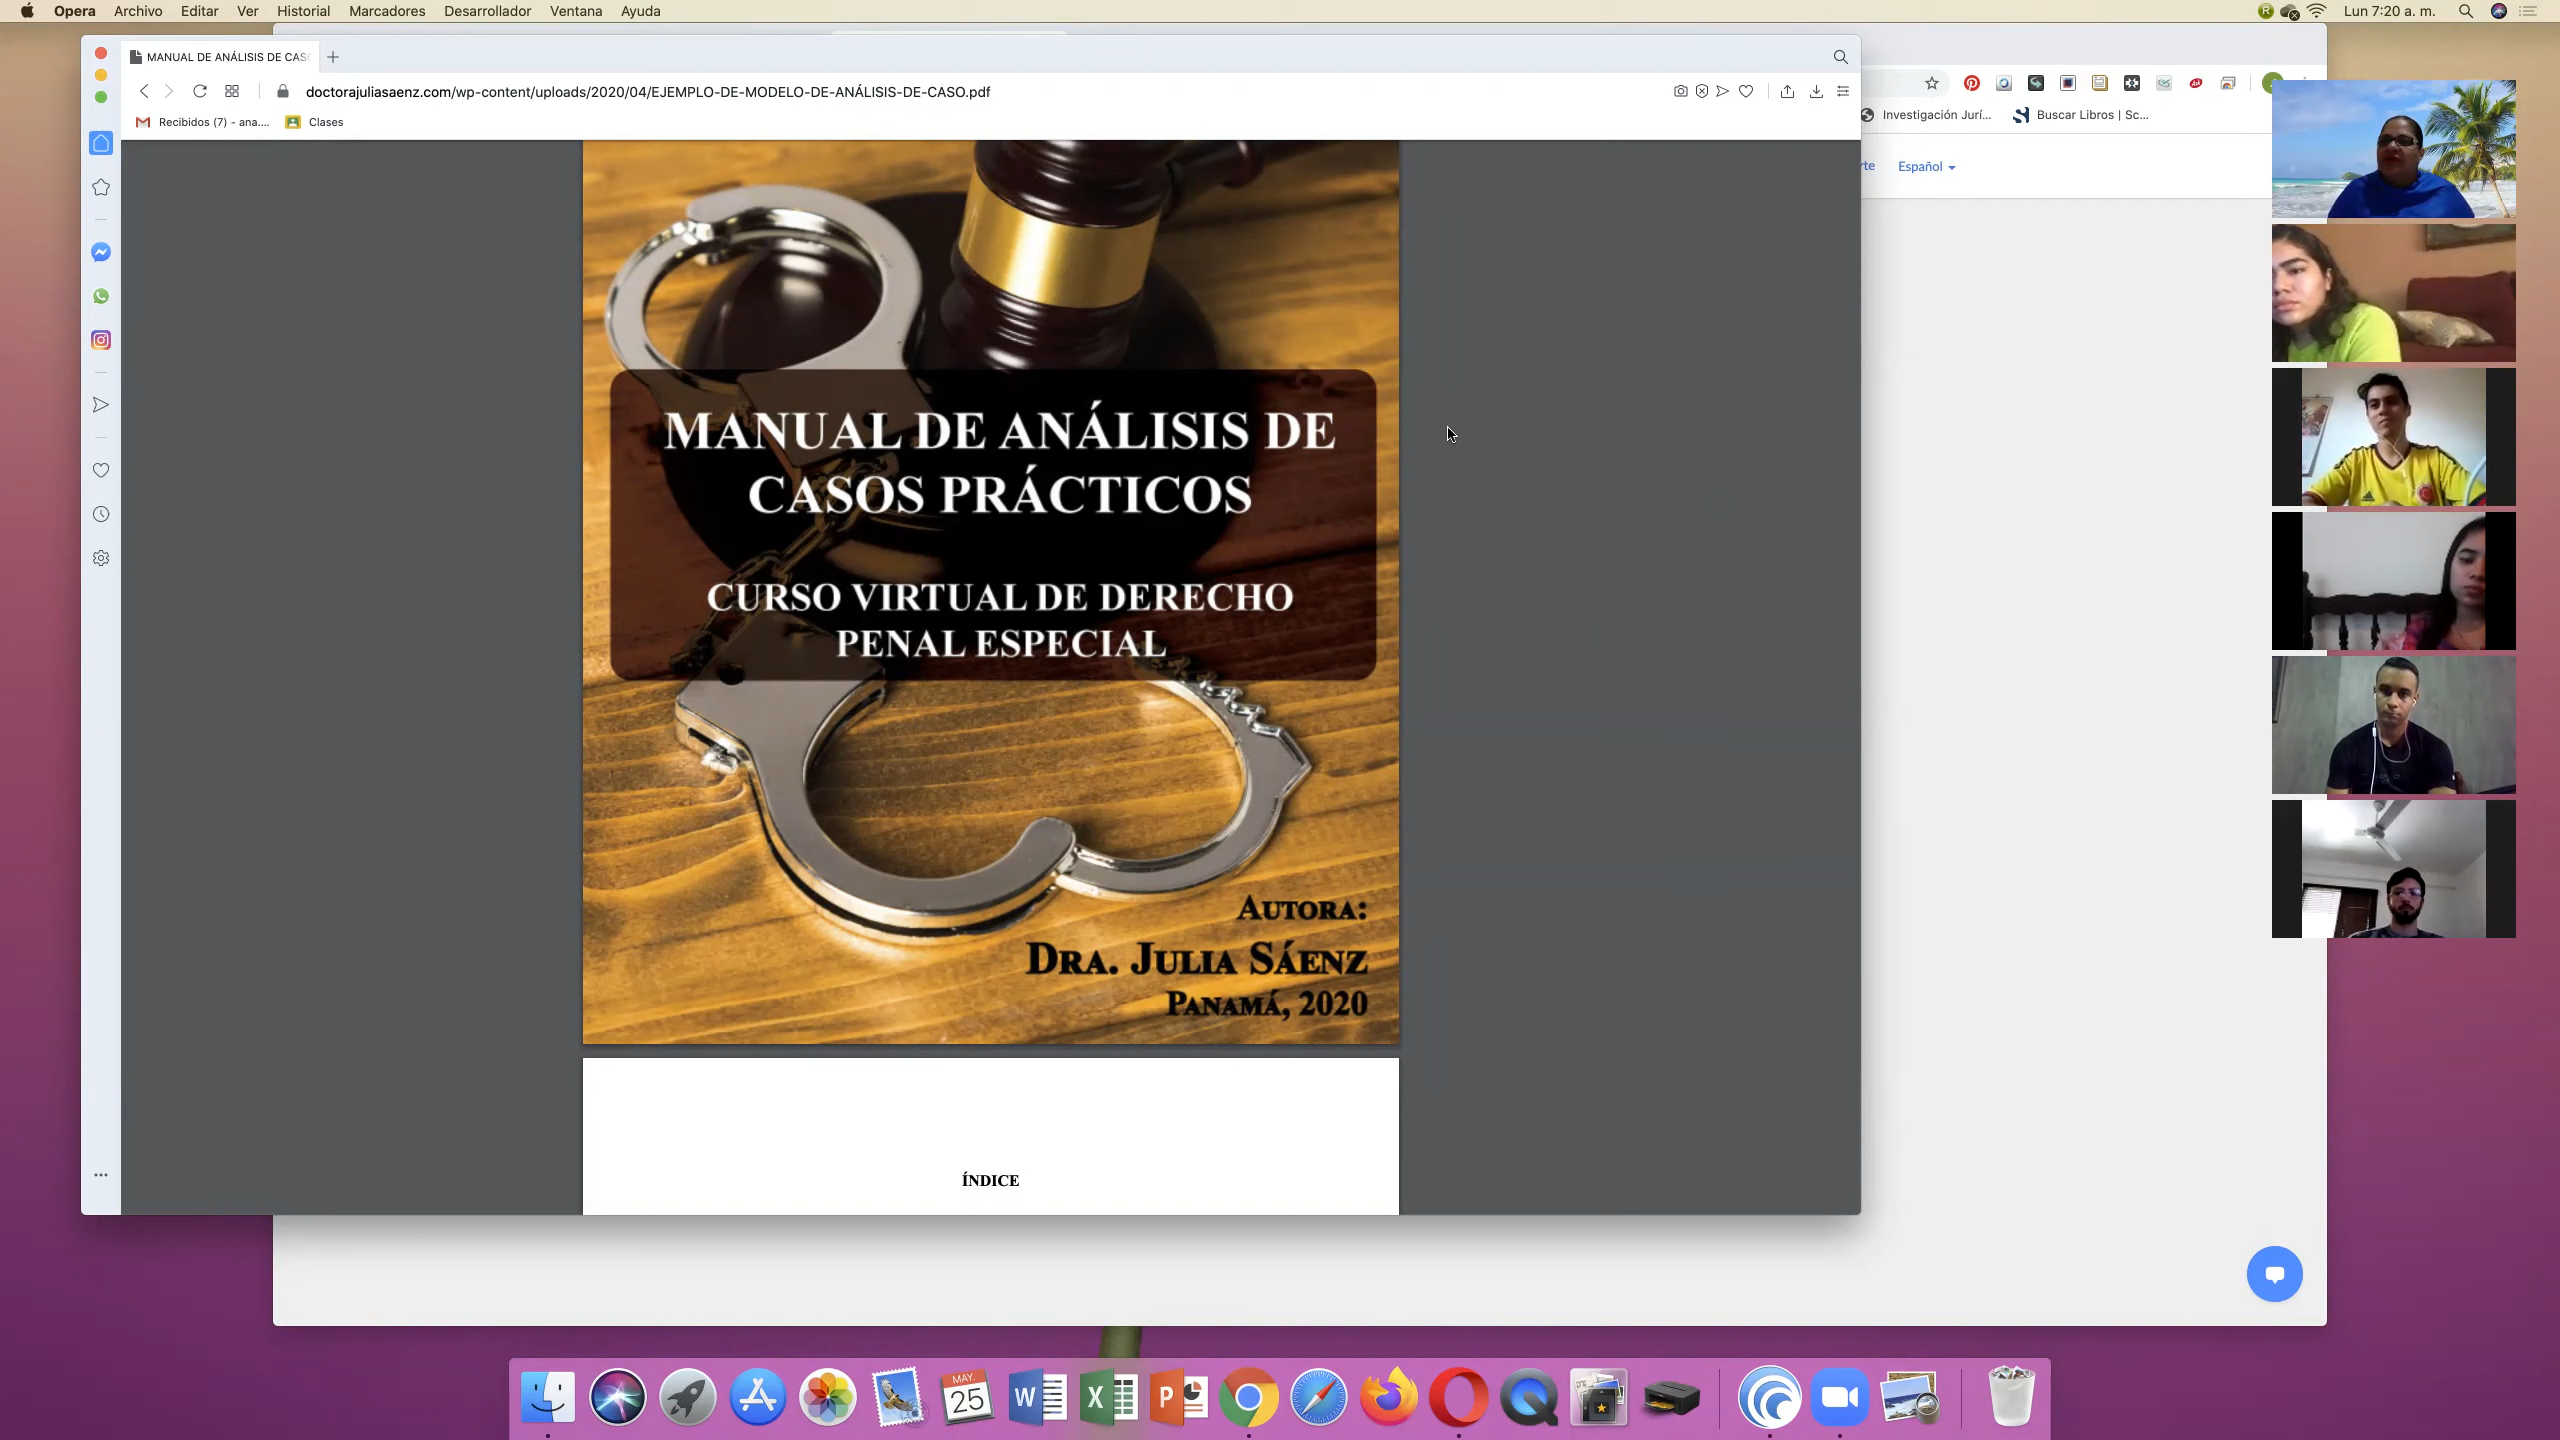 Opera Archivo Editar Ver Historial Marcadores Desarrollador Ventana Ayuda
Lun 7:20 a. m.
MANUAL DE ANÁLISIS DE CAS
doctorajuliasaenz.com/wp-content/uploads/2020/04/EJEMPLO-DE-MODELO-DE-ANÁLISIS-DE-CASO.pdf
Recibidos (7) - ana.... Clases
Investigación Jurí... Buscar Libros | Sc...
rte Español
MANUAL DE ANÁLISIS DE
CASOS PRÁCTICOS
CURSO VIRTUAL DE DERECHO
PENAL ESPECIAL
AUTORA:
DRA. JULIA SÁENZ
PANAMÁ, 2020
ÍNDICE
MAY.
25
W
X
P